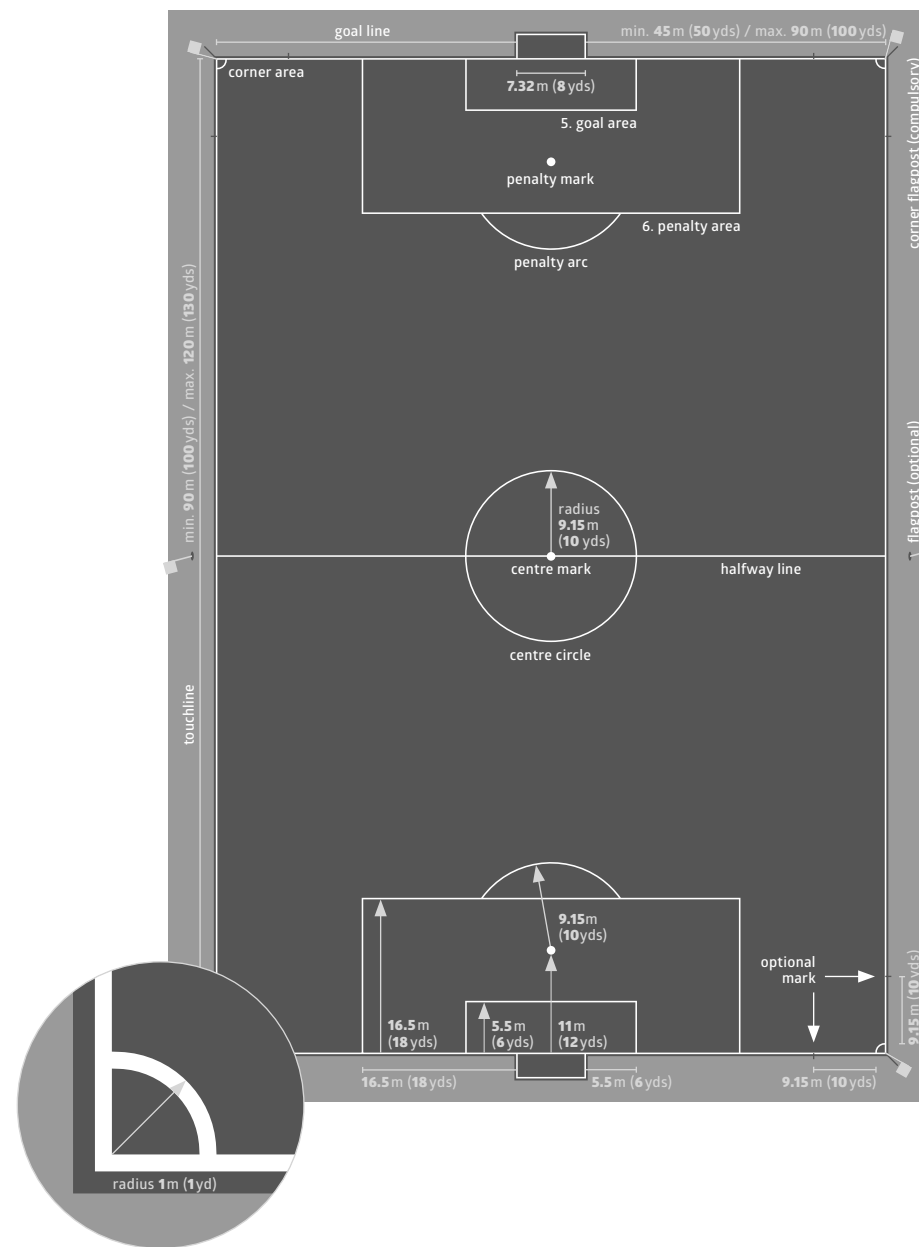 goal line
min. 45 m (50 yds) / max. 90 m (100 yds)
corner area
7.32 m (8 yds)
5. goal area
penalty mark
6. penalty area
penalty arc
corner flagpost (compulsory)
min. 90 m (100 yds) / max. 120 m (130 yds)
flagpost (optional)
radius
9.15 m
(10 yds)
centre mark
halfway line
centre circle
touchline
9.15 m
(10 yds)
optional
mark
9.15 m (10 yds)
16.5 m
(18 yds)
5.5 m
(6 yds)
11 m
(12 yds)
16.5 m (18 yds)
5.5 m (6 yds)
9.15 m (10 yds)
radius 1 m (1 yd)